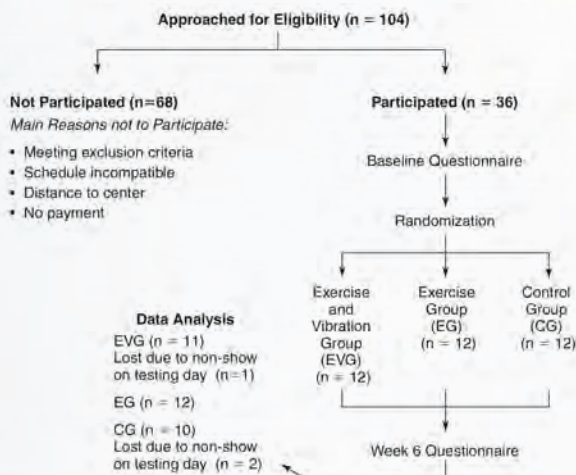 Approached for Eligibility (n = 104)
Not Participated (n=68)
Main Reasons not to Participate:
• Meeting exclusion criteria
• Schedule incompatible
• Distance to center
• No payment
Participated (n = 36)
Baseline Questionnaire
Randomization
Exercise
and
Vibration
Group
(EVG)
(n = 12)
Exercise
Group
(EG)
(n = 12)
Control
Group
(CG)
(n = 12)
Data Analysis
EVG (n = 11)
Lost due to non-show
on testing day (n=1)
EG (n = 12)
CG (n = 10)
Lost due to non-show
on testing day (n = 2)
Week 6 Questionnaire